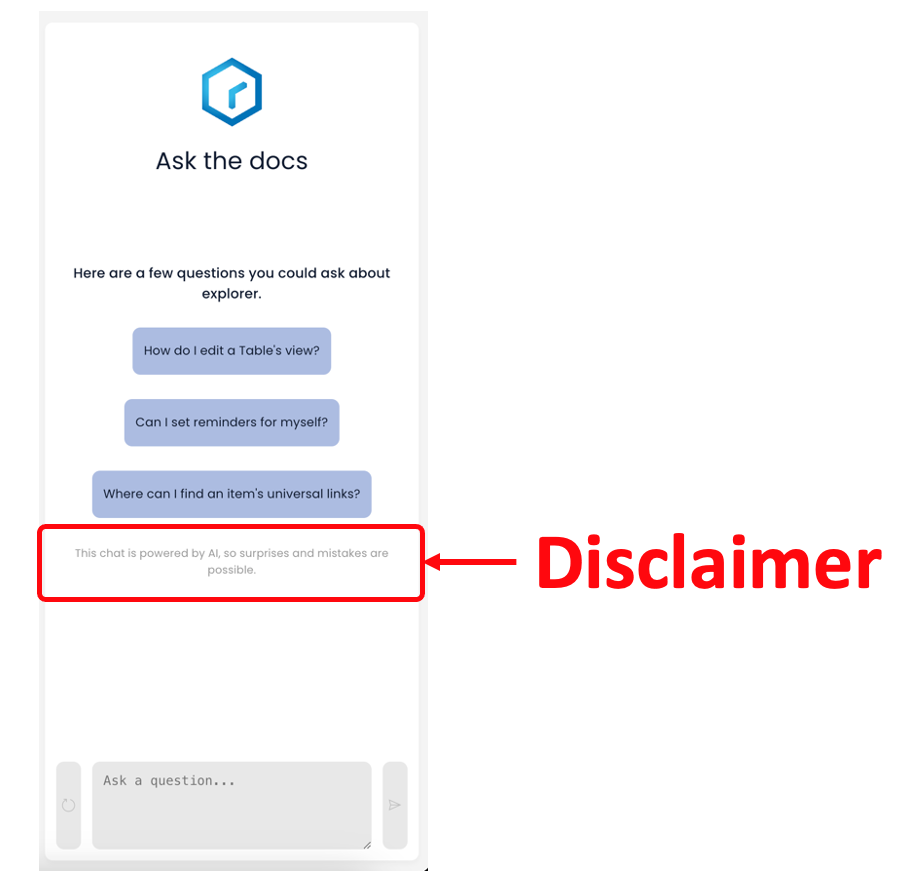 Ask the docs
Here are a few questions you could ask about
explorer.
How do I edit a Table's view?
Can I set reminders for myself?
Where can I find an item's universal links?
This chat is powered by AI, so surprises and mistakes are
possible.
Disclaimer
Ask a question...